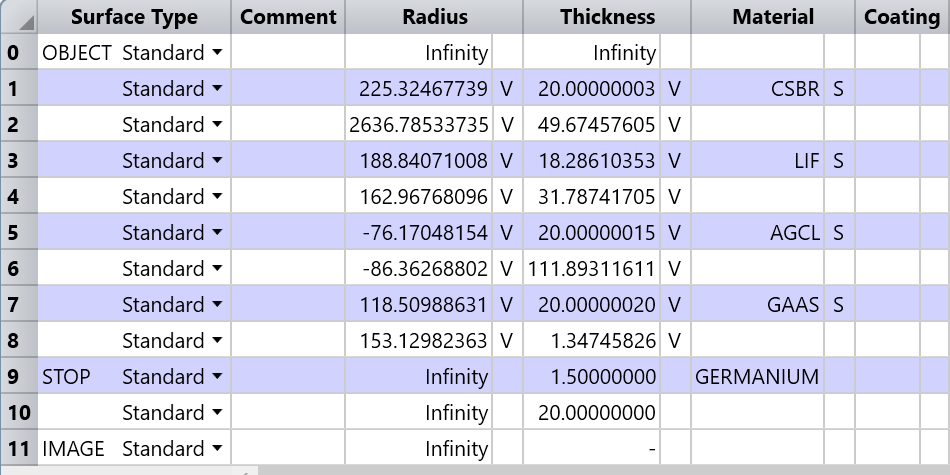 Surface Type Comment Radius Thickness Material Coating
0 OBJECT Standard Infinity Infinity
1 Standard 225.32467739 V 20.00000003 V CSBR S
2 Standard 2636.78533735 V 49.67457605 V
3 Standard 188.84071008 V 18.28610353 V LIF S
4 Standard 162.96768096 V 31.78741705 V
5 Standard -76.17048154 V 20.00000015 V AGCL S
6 Standard -86.36268802 V 111.89311611 V
7 Standard 118.50988631 V 20.00000020 V GAAS S
8 Standard 153.12982363 V 1.34745826 V
9 STOP Standard Infinity 1.50000000 GERMANIUM
10 Standard Infinity 20.00000000
11 IMAGE Standard Infinity -